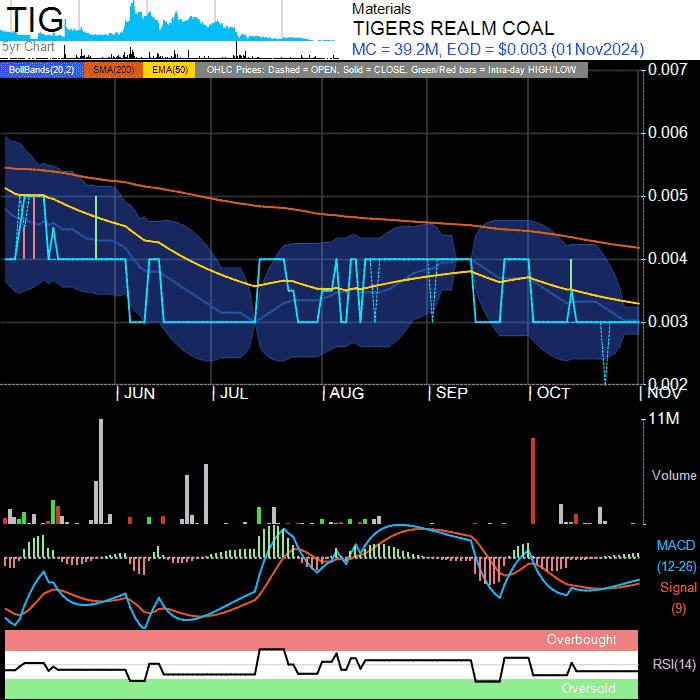 TIG
5yr Chart
Materials
TIGERS REALM COAL
MC = 39.2M, EOD = $0.003 (01Nov2024)
BollBands(20,2) SMA(200) EMA(50) OHLC Prices: Dashed = OPEN, Solid = CLOSE, Green/Red bars = Intra-day HIGH/LOW
0.007
0.006
0.005
0.004
0.003
0.002
JUN JUL AUG SEP OCT NOV
11M
Volume
MACD
(12-26)
Signal
(9)
Overbought
RSI(14)
Oversold